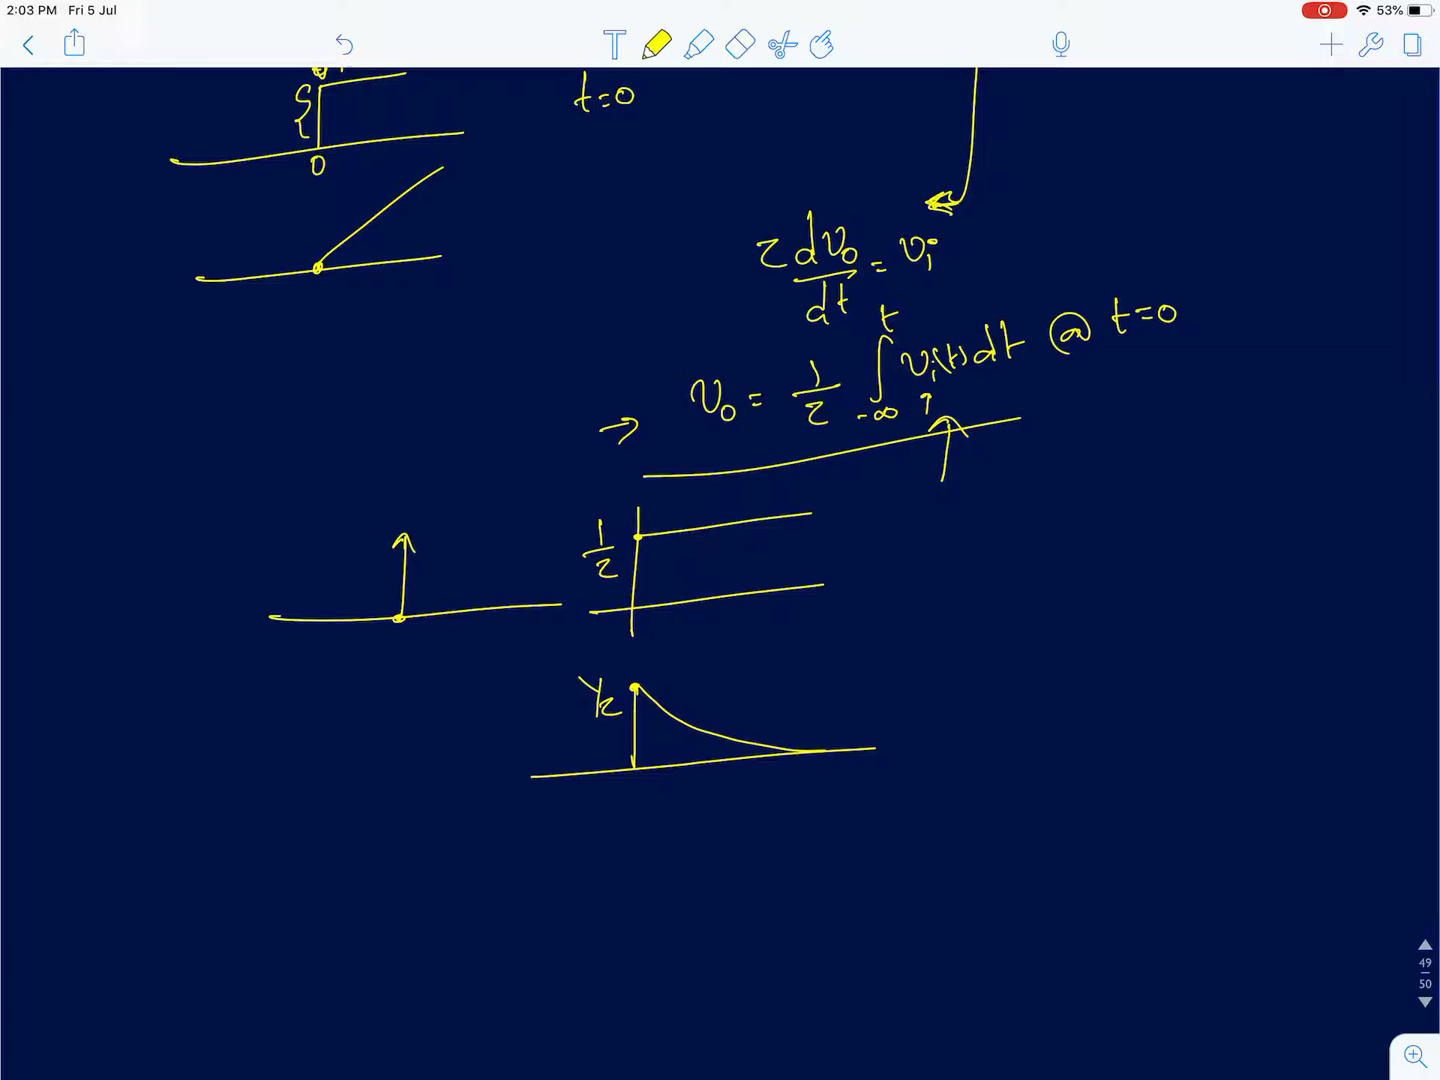 2:03 PM Fri 5 Jul
53%
t=0
0
τ dv₀/dt = vᵢ
v₀ = 1/τ ∫_{-∞}^{t} vᵢ(t) dt @ t=0
→
1/τ
1/τ
49
50